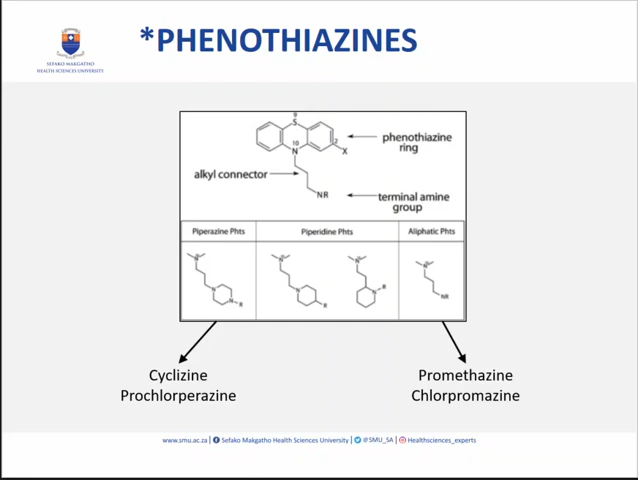 *PHENOTHIAZINES
SEFAKO MAKGATHO
HEALTH SCIENCES UNIVERSITY
9
S
10
N
2
X
phenothiazine
ring
alkyl connector
NR
terminal amine
group
Piperazine Phts
Piperidine Phts
Aliphatic Phts
N
N
N
R
N
N
R
N
N
R
N
NR
Cyclizine
Prochlorperazine
Promethazine
Chlorpromazine
www.smu.ac.za | Sefako Makgatho Health Sciences University | @SMU_SA | Healthsciences_experts